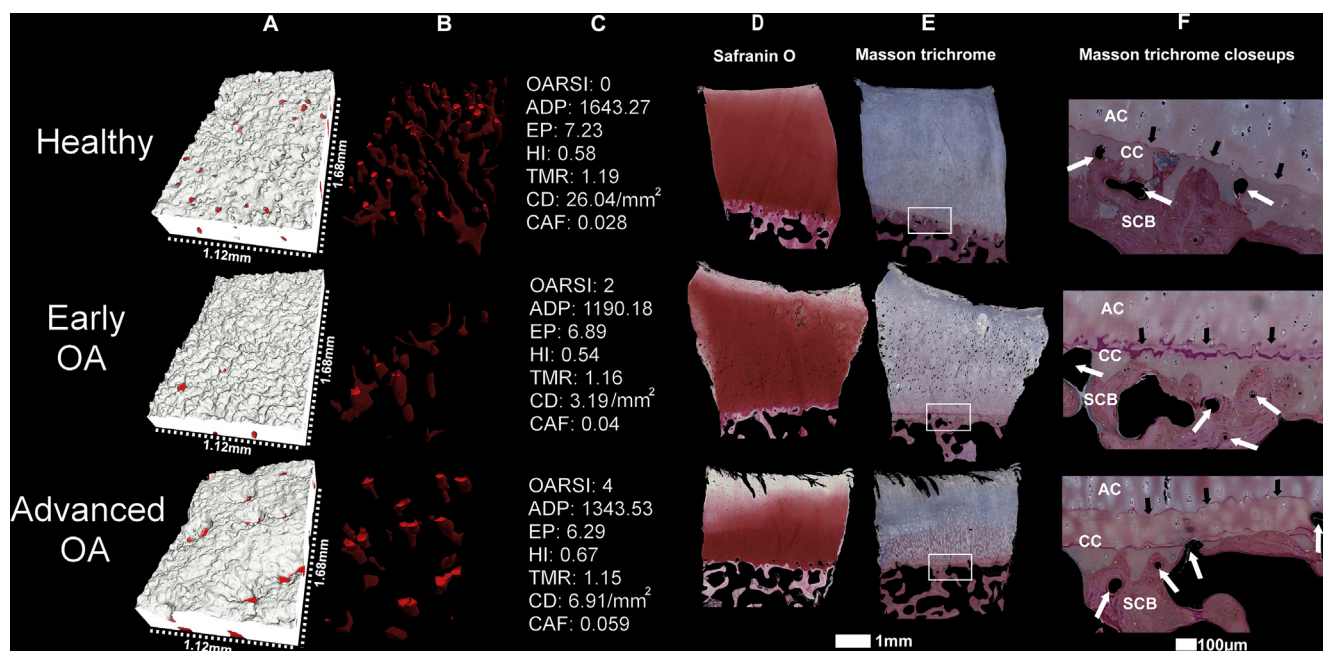 A B C D E F
Safranin O
Masson trichrome
Masson trichrome closeups
Healthy
1.68mm
1.12mm
OARSI: 0
ADP: 1643.27
EP: 7.23
HI: 0.58
TMR: 1.19
CD: 26.04/mm²
CAF: 0.028
AC
CC
SCB
Early
OA
1.68mm
1.12mm
OARSI: 2
ADP: 1190.18
EP: 6.89
HI: 0.54
TMR: 1.16
CD: 3.19/mm²
CAF: 0.04
AC
CC
SCB
Advanced
OA
1.68mm
1.12mm
OARSI: 4
ADP: 1343.53
EP: 6.29
HI: 0.67
TMR: 1.15
CD: 6.91/mm²
CAF: 0.059
AC
CC
SCB
1mm
100µm